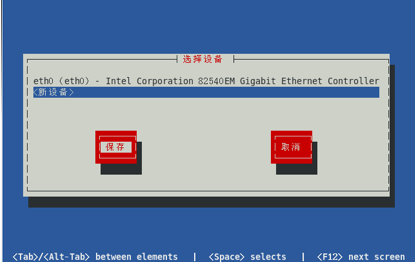 选择设备
eth0 (eth0) - Intel Corporation 82540EM Gigabit Ethernet Controller
<新设备>
保存 取消
<Tab>/<Alt-Tab> between elements | <Space> selects | <F12> next screen